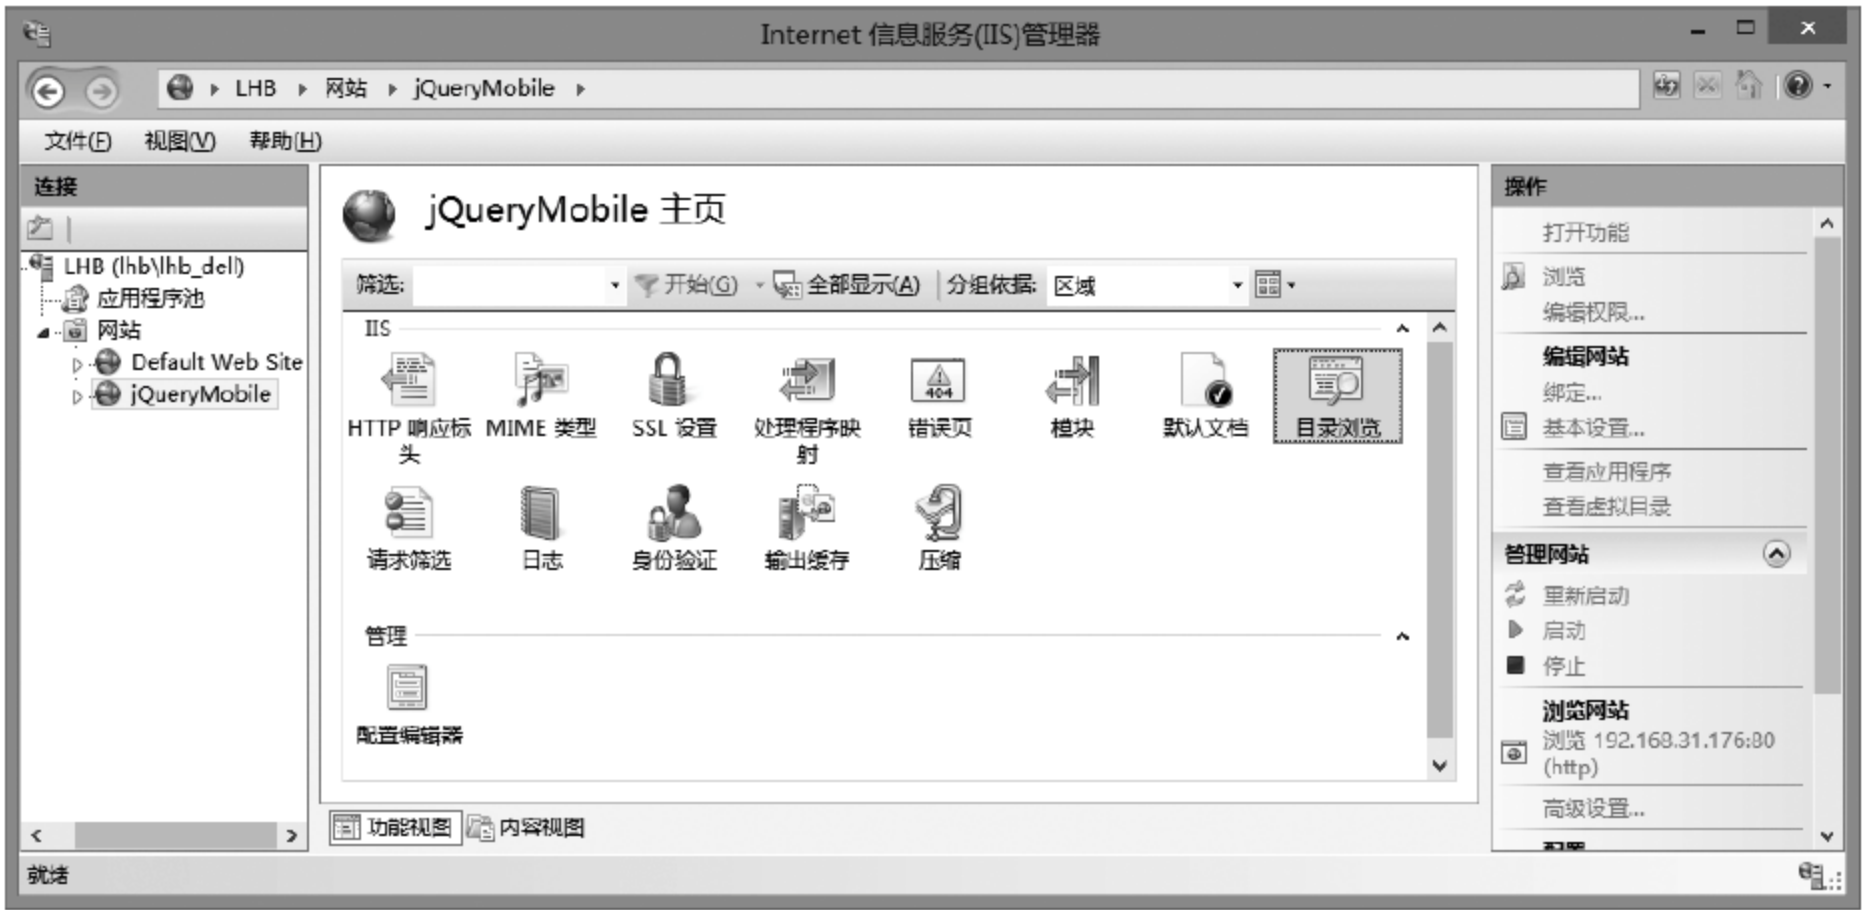 Internet 信息服务(IIS)管理器
LHB 网站 jQueryMobile
文件(F) 视图(V) 帮助(H)
连接
LHB (lhb\lhb_dell)
应用程序池
网站
Default Web Site
jQueryMobile
jQueryMobile 主页
筛选: 开始(G) 全部显示(A) 分组依据: 区域
IIS
HTTP 响应标头 MIME 类型 SSL 设置 处理程序映射 错误页 模块 默认文档 目录浏览
404
请求筛选 日志 身份验证 输出缓存 压缩
管理
配置编辑器
功能视图 内容视图
操作
打开功能
浏览
编辑权限...
编辑网站
绑定...
基本设置...
查看应用程序
查看虚拟目录
管理网站
重新启动
启动
停止
浏览网站
浏览 192.168.31.176:80
(http)
高级设置...
配置
就绪